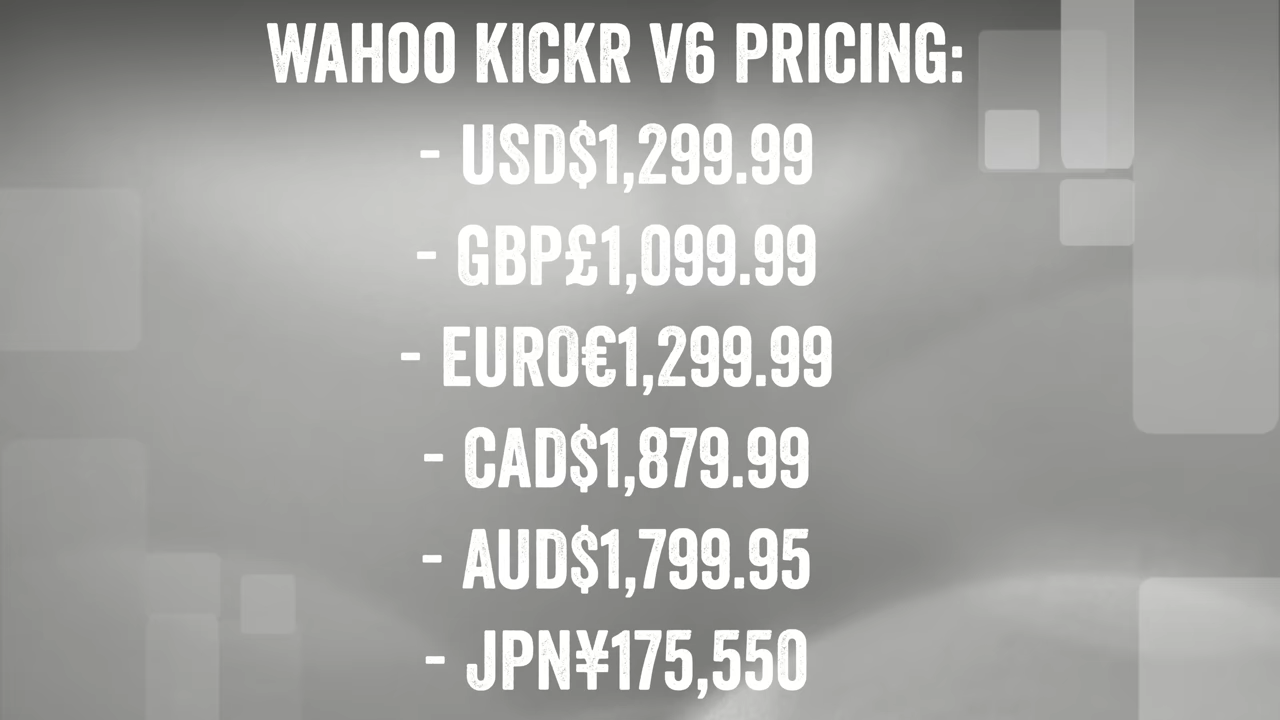 WAHOO KICKR V6 PRICING:
- USD$1,299.99
- GBP£1,099.99
- EURO€1,299.99
- CAD$1,879.99
- AUD$1,799.95
- JPN¥175,550